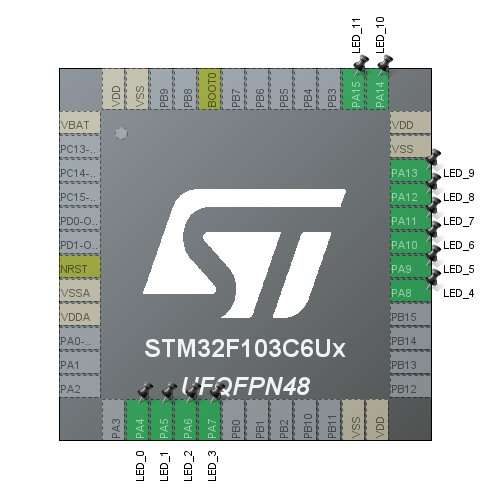 LED_11
LED_10
VDD
VSS
PB9
PB8
BOOT0
PB7
PB6
PB5
PB4
PB3
PA15
PA14
VBAT
PC13-..
PC14-..
PC15-..
PD0-O..
PD1-O..
NRST
VSSA
VDDA
PA0-..
PA1
PA2
VDD
VSS
PA13 LED_9
PA12 LED_8
PA11 LED_7
PA10 LED_6
PA9 LED_5
PA8 LED_4
PB15
PB14
PB13
PB12
ST
STM32F103C6Ux
UFQFPN48
PA3
PA4
PA5
PA6
PA7
PB0
PB1
PB2
PB10
PB11
VSS
VDD
LED_0
LED_1
LED_2
LED_3